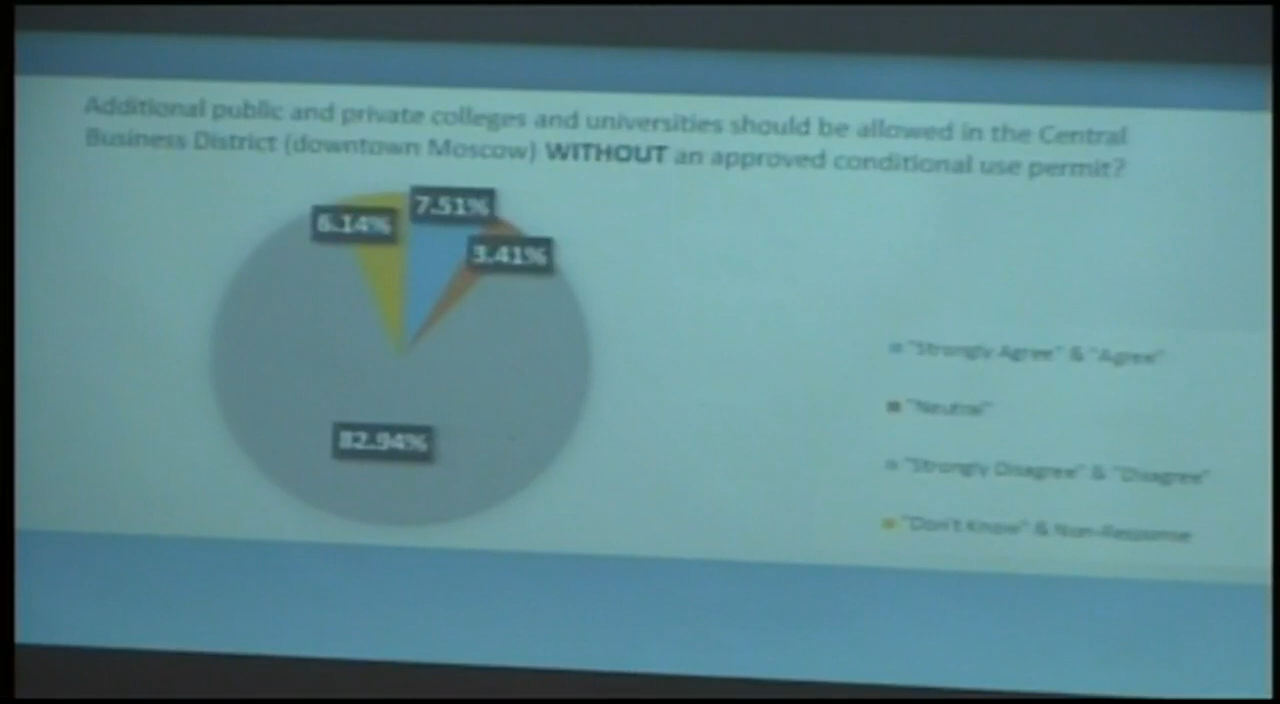 Additional public and private colleges and universities should be allowed in the Central
Business District (downtown Moscow) WITHOUT an approved conditional use permit?
7.51%
6.14%
3.41%
82.94%
"Strongly Agree" & "Agree"
"Neutral"
"Strongly Disagree" & "Disagree"
"Don't Know" & Non-Response